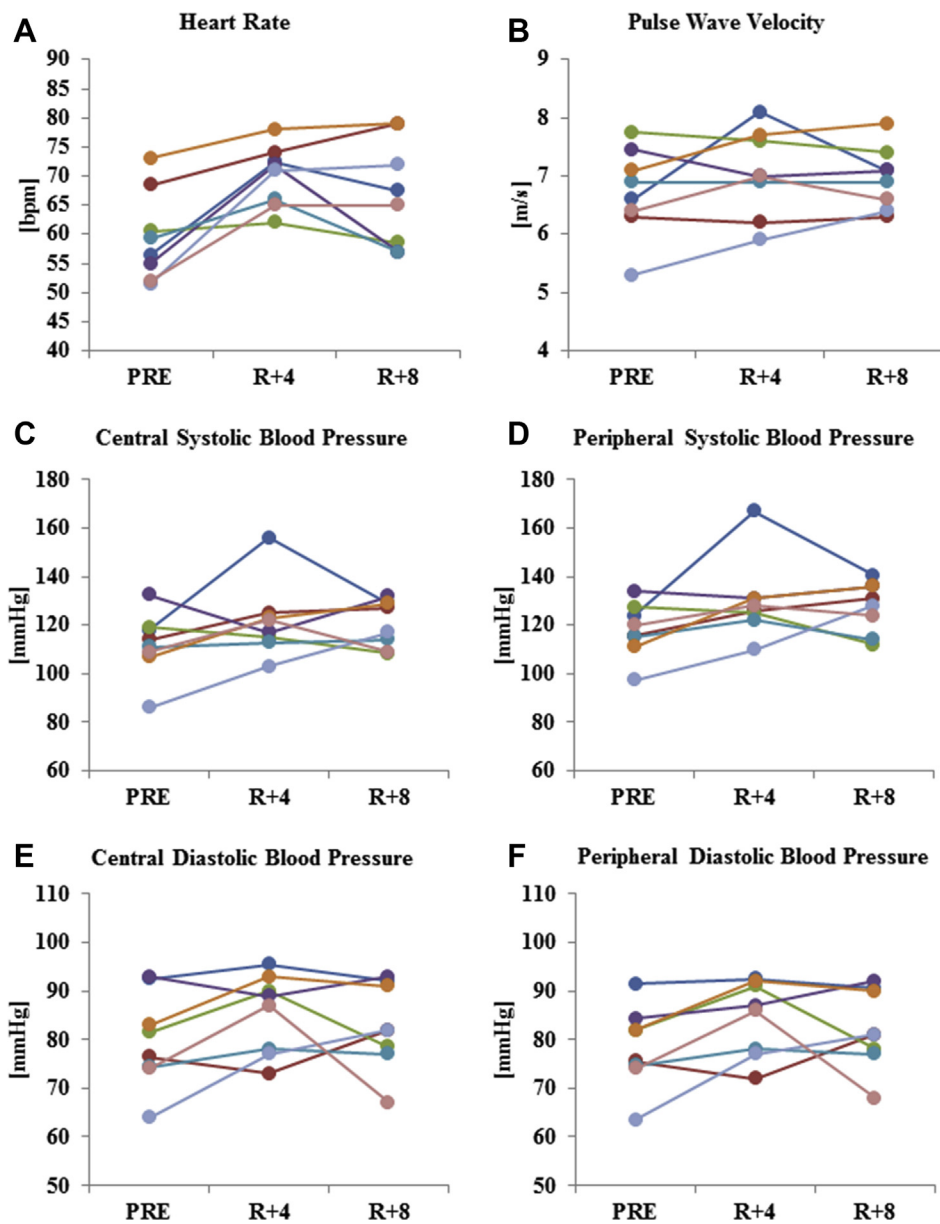 A
Heart Rate
90
85
80
75
70
65
60
55
50
45
40
[bpm]
PRE
R+4
R+8
B
Pulse Wave Velocity
9
8
7
6
5
4
[m/s]
PRE
R+4
R+8
C
Central Systolic Blood Pressure
180
160
140
120
100
80
60
[mmHg]
PRE
R+4
R+8
D
Peripheral Systolic Blood Pressure
180
160
140
120
100
80
60
[mmHg]
PRE
R+4
R+8
E
Central Diastolic Blood Pressure
110
100
90
80
70
60
50
[mmHg]
PRE
R+4
R+8
F
Peripheral Diastolic Blood Pressure
110
100
90
80
70
60
50
[mmHg]
PRE
R+4
R+8